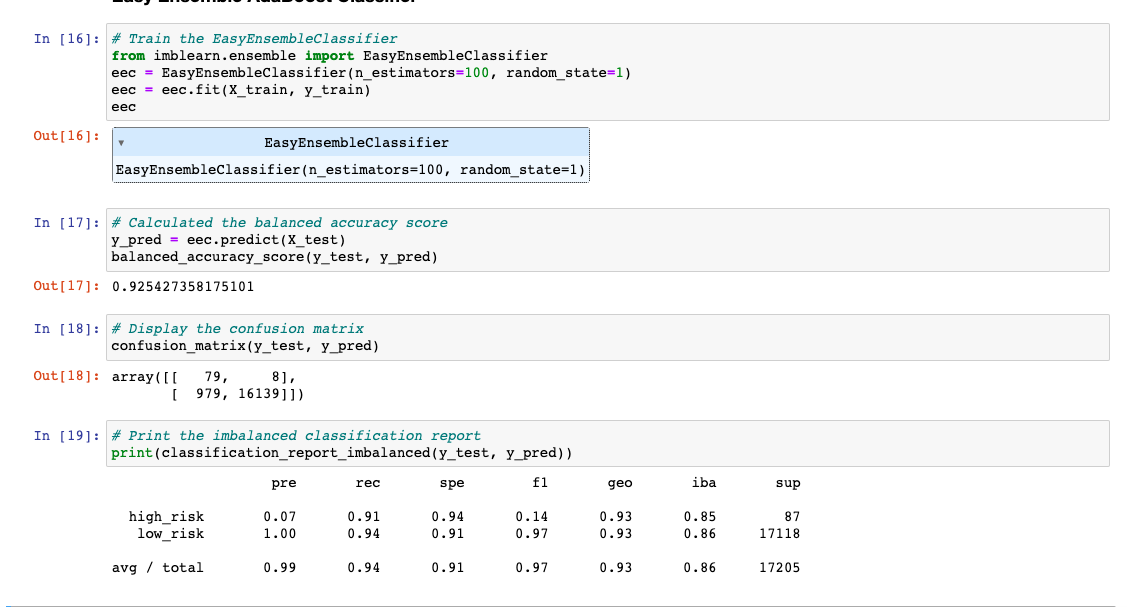 Easy Ensemble AdaBoost Classifier
In [16]: # Train the EasyEnsembleClassifier
from imblearn.ensemble import EasyEnsembleClassifier
eec = EasyEnsembleClassifier(n_estimators=100, random_state=1)
eec = eec.fit(X_train, y_train)
eec
Out[16]: ▾ EasyEnsembleClassifier
EasyEnsembleClassifier(n_estimators=100, random_state=1)
In [17]: # Calculated the balanced accuracy score
y_pred = eec.predict(X_test)
balanced_accuracy_score(y_test, y_pred)
Out[17]: 0.925427358175101
In [18]: # Display the confusion matrix
confusion_matrix(y_test, y_pred)
Out[18]: array([[ 79, 8],
[ 979, 16139]])
In [19]: # Print the imbalanced classification report
print(classification_report_imbalanced(y_test, y_pred))
pre rec spe f1 geo iba sup
high_risk 0.07 0.91 0.94 0.14 0.93 0.85 87
low_risk 1.00 0.94 0.91 0.97 0.93 0.86 17118
avg / total 0.99 0.94 0.91 0.97 0.93 0.86 17205